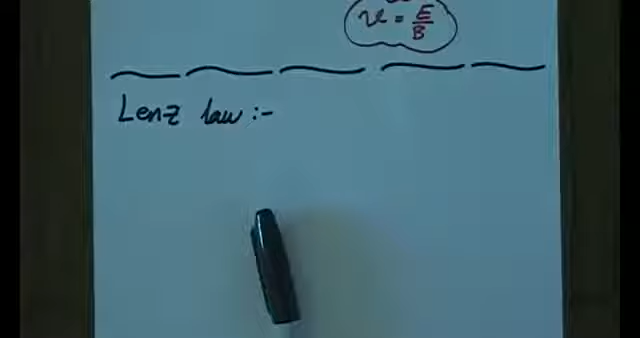 v = E/B
Lenz law :-